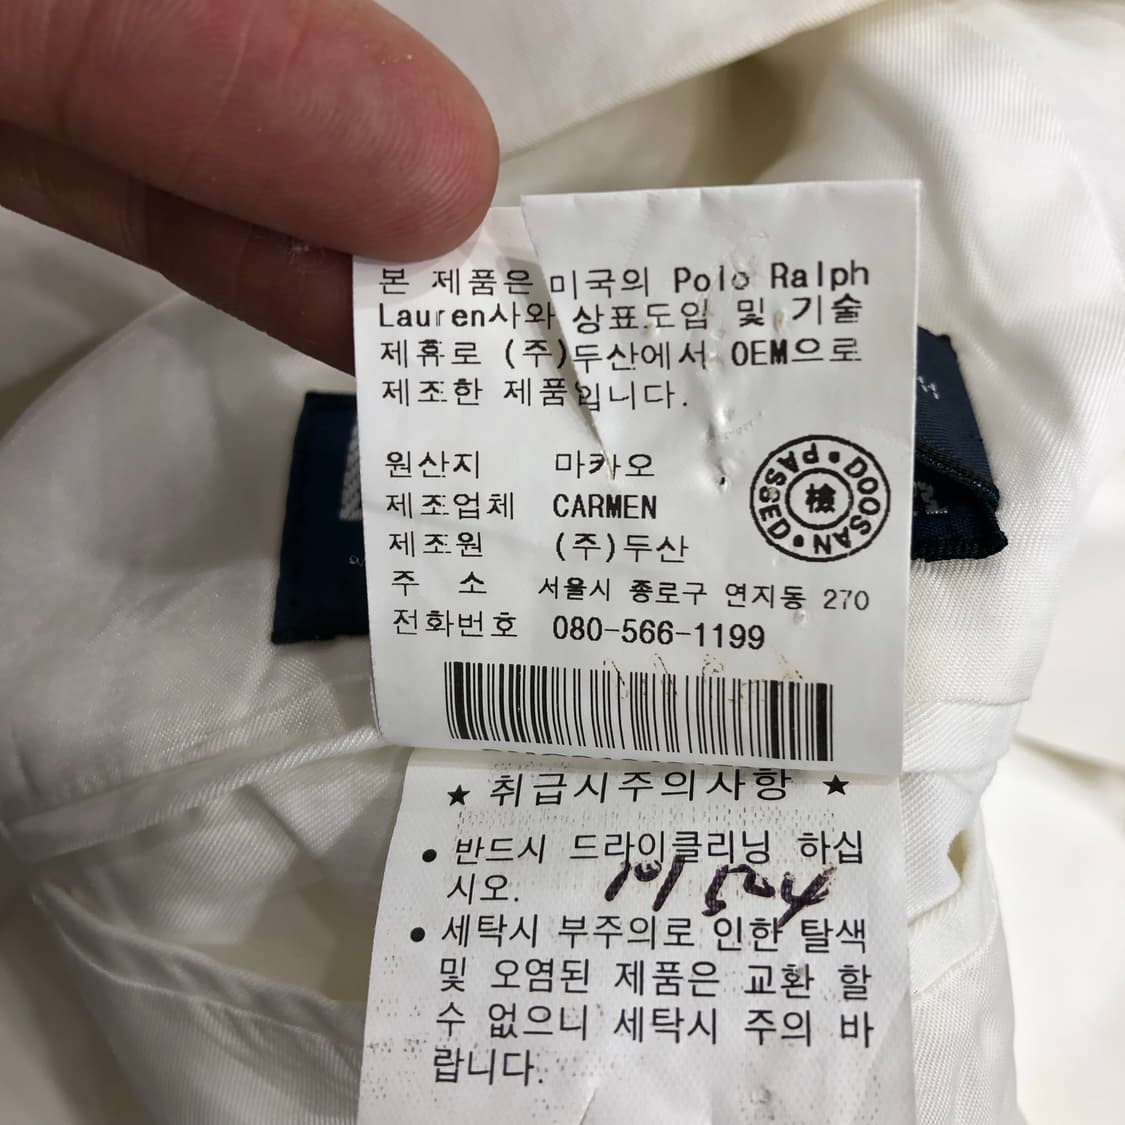 본 제품은 미국의 Polo Ralph
Lauren사와 상표도입 및 기술
제휴로 (주)두산에서 OEM으로
제조한 제품입니다.
원산지 마카오
제조업체 CARMEN
제조원 (주)두산
주 소 서울시 종로구 연지동 270
전화번호 080-566-1199
DOOSAN • PASSED •
檢
★ 취급시주의사항 ★
• 반드시 드라이클리닝 하십
시오.
• 세탁시 부주의로 인한 탈색
및 오염된 제품은 교환 할
수 없으니 세탁시 주의 바
랍니다.